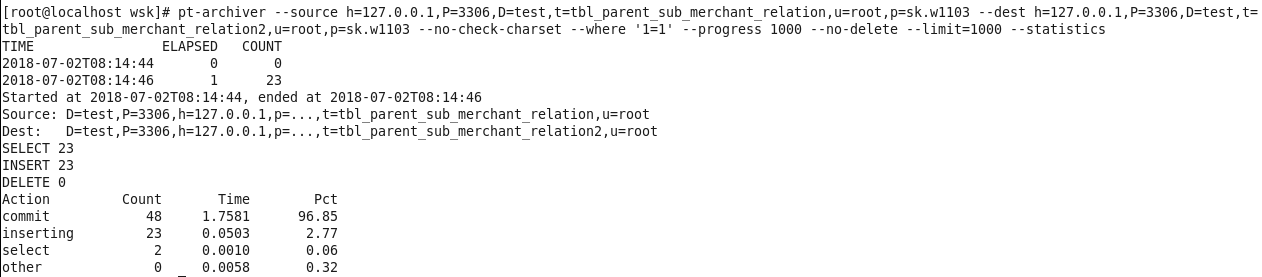 [root@localhost wsk]# pt-archiver --source h=127.0.0.1,P=3306,D=test,t=tbl_parent_sub_merchant_relation,u=root,p=sk.w1103 --dest h=127.0.0.1,P=3306,D=test,t=
tbl_parent_sub_merchant_relation2,u=root,p=sk.w1103 --no-check-charset --where '1=1' --progress 1000 --no-delete --limit=1000 --statistics
TIME                ELAPSED   COUNT
2018-07-02T08:14:44       0       0
2018-07-02T08:14:46       1      23
Started at 2018-07-02T08:14:44, ended at 2018-07-02T08:14:46
Source: D=test,P=3306,h=127.0.0.1,p=...,t=tbl_parent_sub_merchant_relation,u=root
Dest:   D=test,P=3306,h=127.0.0.1,p=...,t=tbl_parent_sub_merchant_relation2,u=root
SELECT 23
INSERT 23
DELETE 0
Action         Count       Time        Pct
commit            48     1.7581      96.85
inserting         23     0.0503       2.77
select             2     0.0010       0.06
other              0     0.0058       0.32